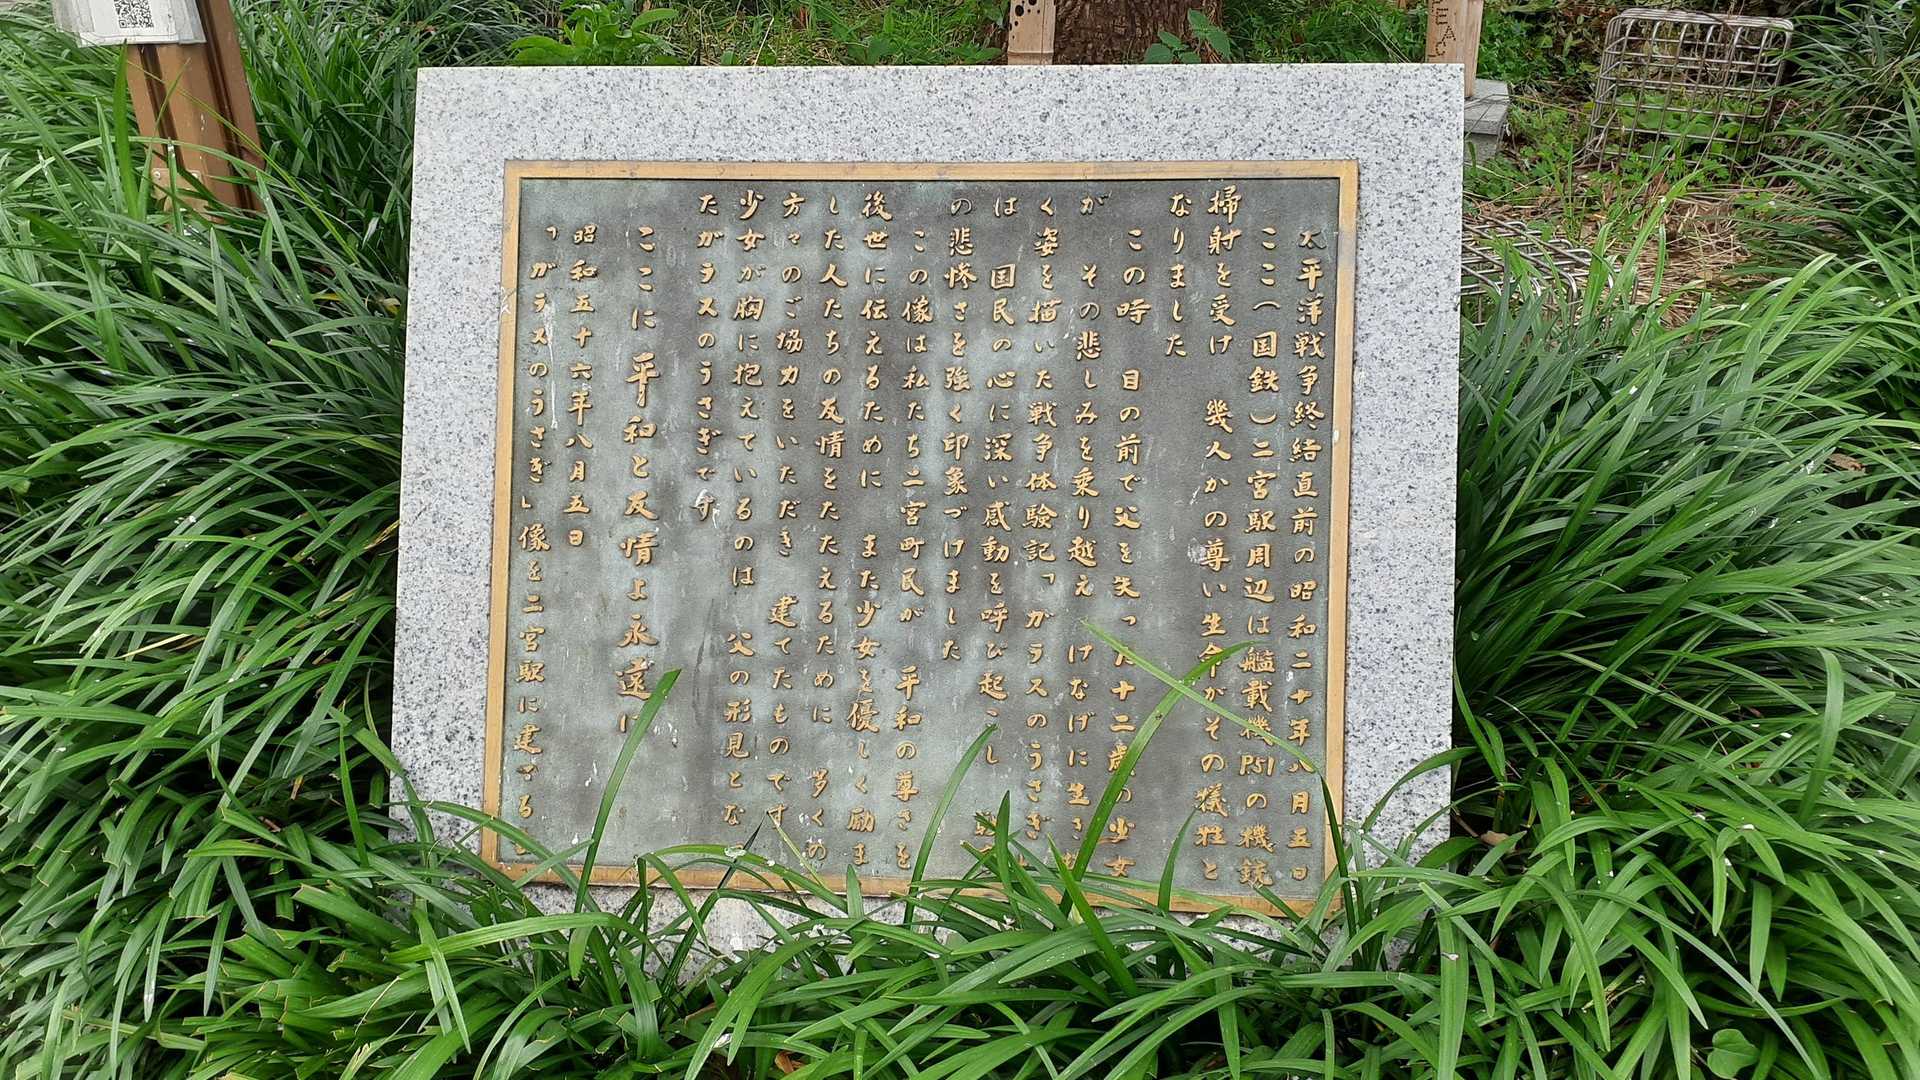 太平洋戦争終結直前の昭和二十年八月五日
ここ(国鉄)二宮駅周辺は艦載機P51の機銃
掃射を受け 幾人かの尊い生命がその犠牲と
なりました
この時 目の前で父を失った十二歳の少女
が その悲しみを乗り越え けなげに生き
く姿を描いた戦争体験記「ガラスのうさぎ
は 国民の心に深い感動を呼び起こし
の悲惨さを強く印象づけました
この像は私たち二宮町民が 平和の尊さを
後世に伝えるために また少女を優しく励ま
した人たちの友情をたたえるために 多くの
方々のご協力をいただき 建てたものです
少女が胸に抱えているのは 父の形見とな
たガラスのうさぎです
ここに平和と友情よ永遠に
昭和五十六年八月五日
「ガラスのうさぎ」像を二宮駅に建てる
PEAC